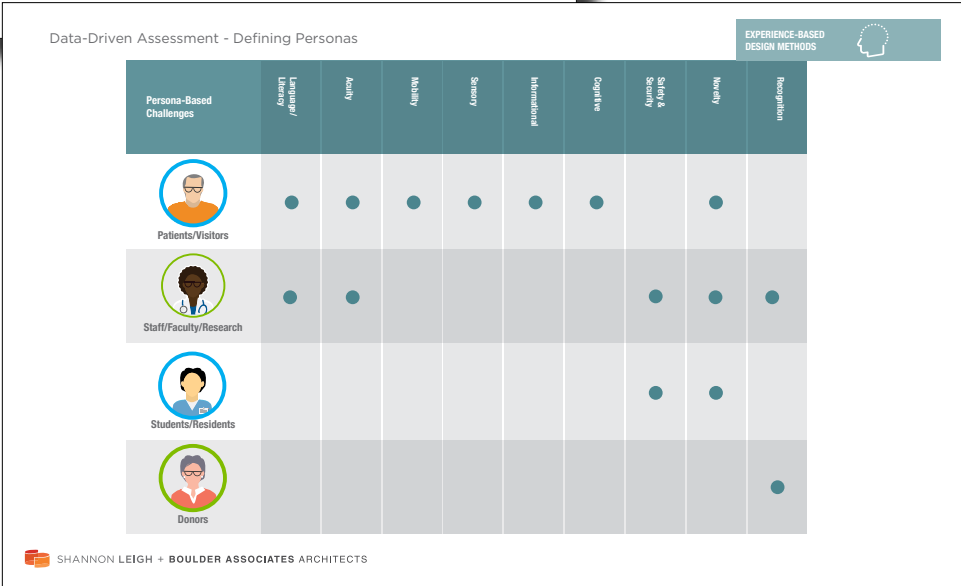 Data-Driven Assessment - Defining Personas
EXPERIENCE-BASED
DESIGN METHODS
Persona-Based
Challenges
Language/
Literacy
Acuity
Mobility
Sensory
Informational
Cognitive
Safety &
Security
Novelty
Recognition
Patients/Visitors
Staff/Faculty/Research
Students/Residents
Donors
SHANNON LEIGH + BOULDER ASSOCIATES ARCHITECTS